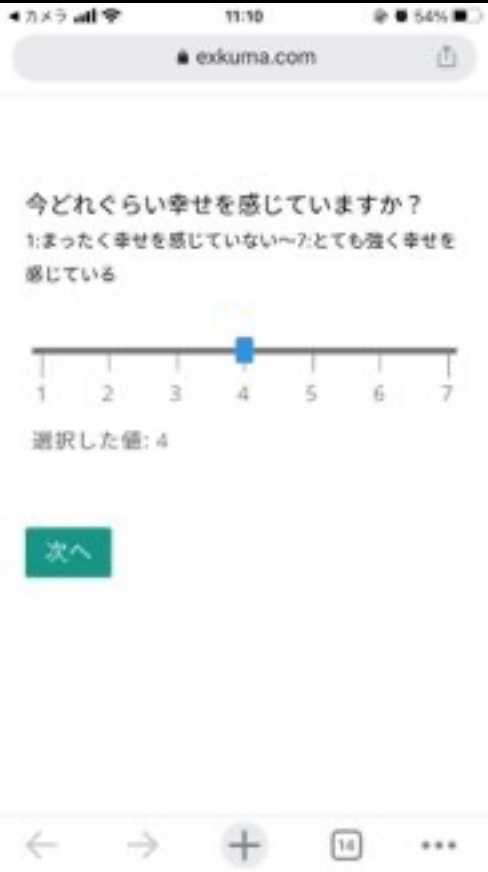 ◀カメラ 11:10 54%
exkuma.com
今どれぐらい幸せを感じていますか？
1:まったく幸せを感じていない〜7:とても強く幸せを
感じている
1 2 3 4 5 6 7
選択した値: 4
次へ
14